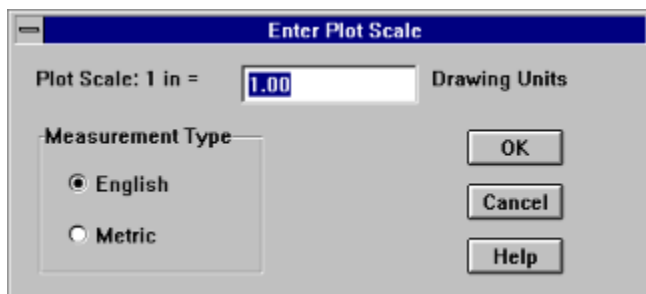 Enter Plot Scale
Plot Scale: 1 in = 1.00 Drawing Units
Measurement Type
English
Metric
OK
Cancel
Help